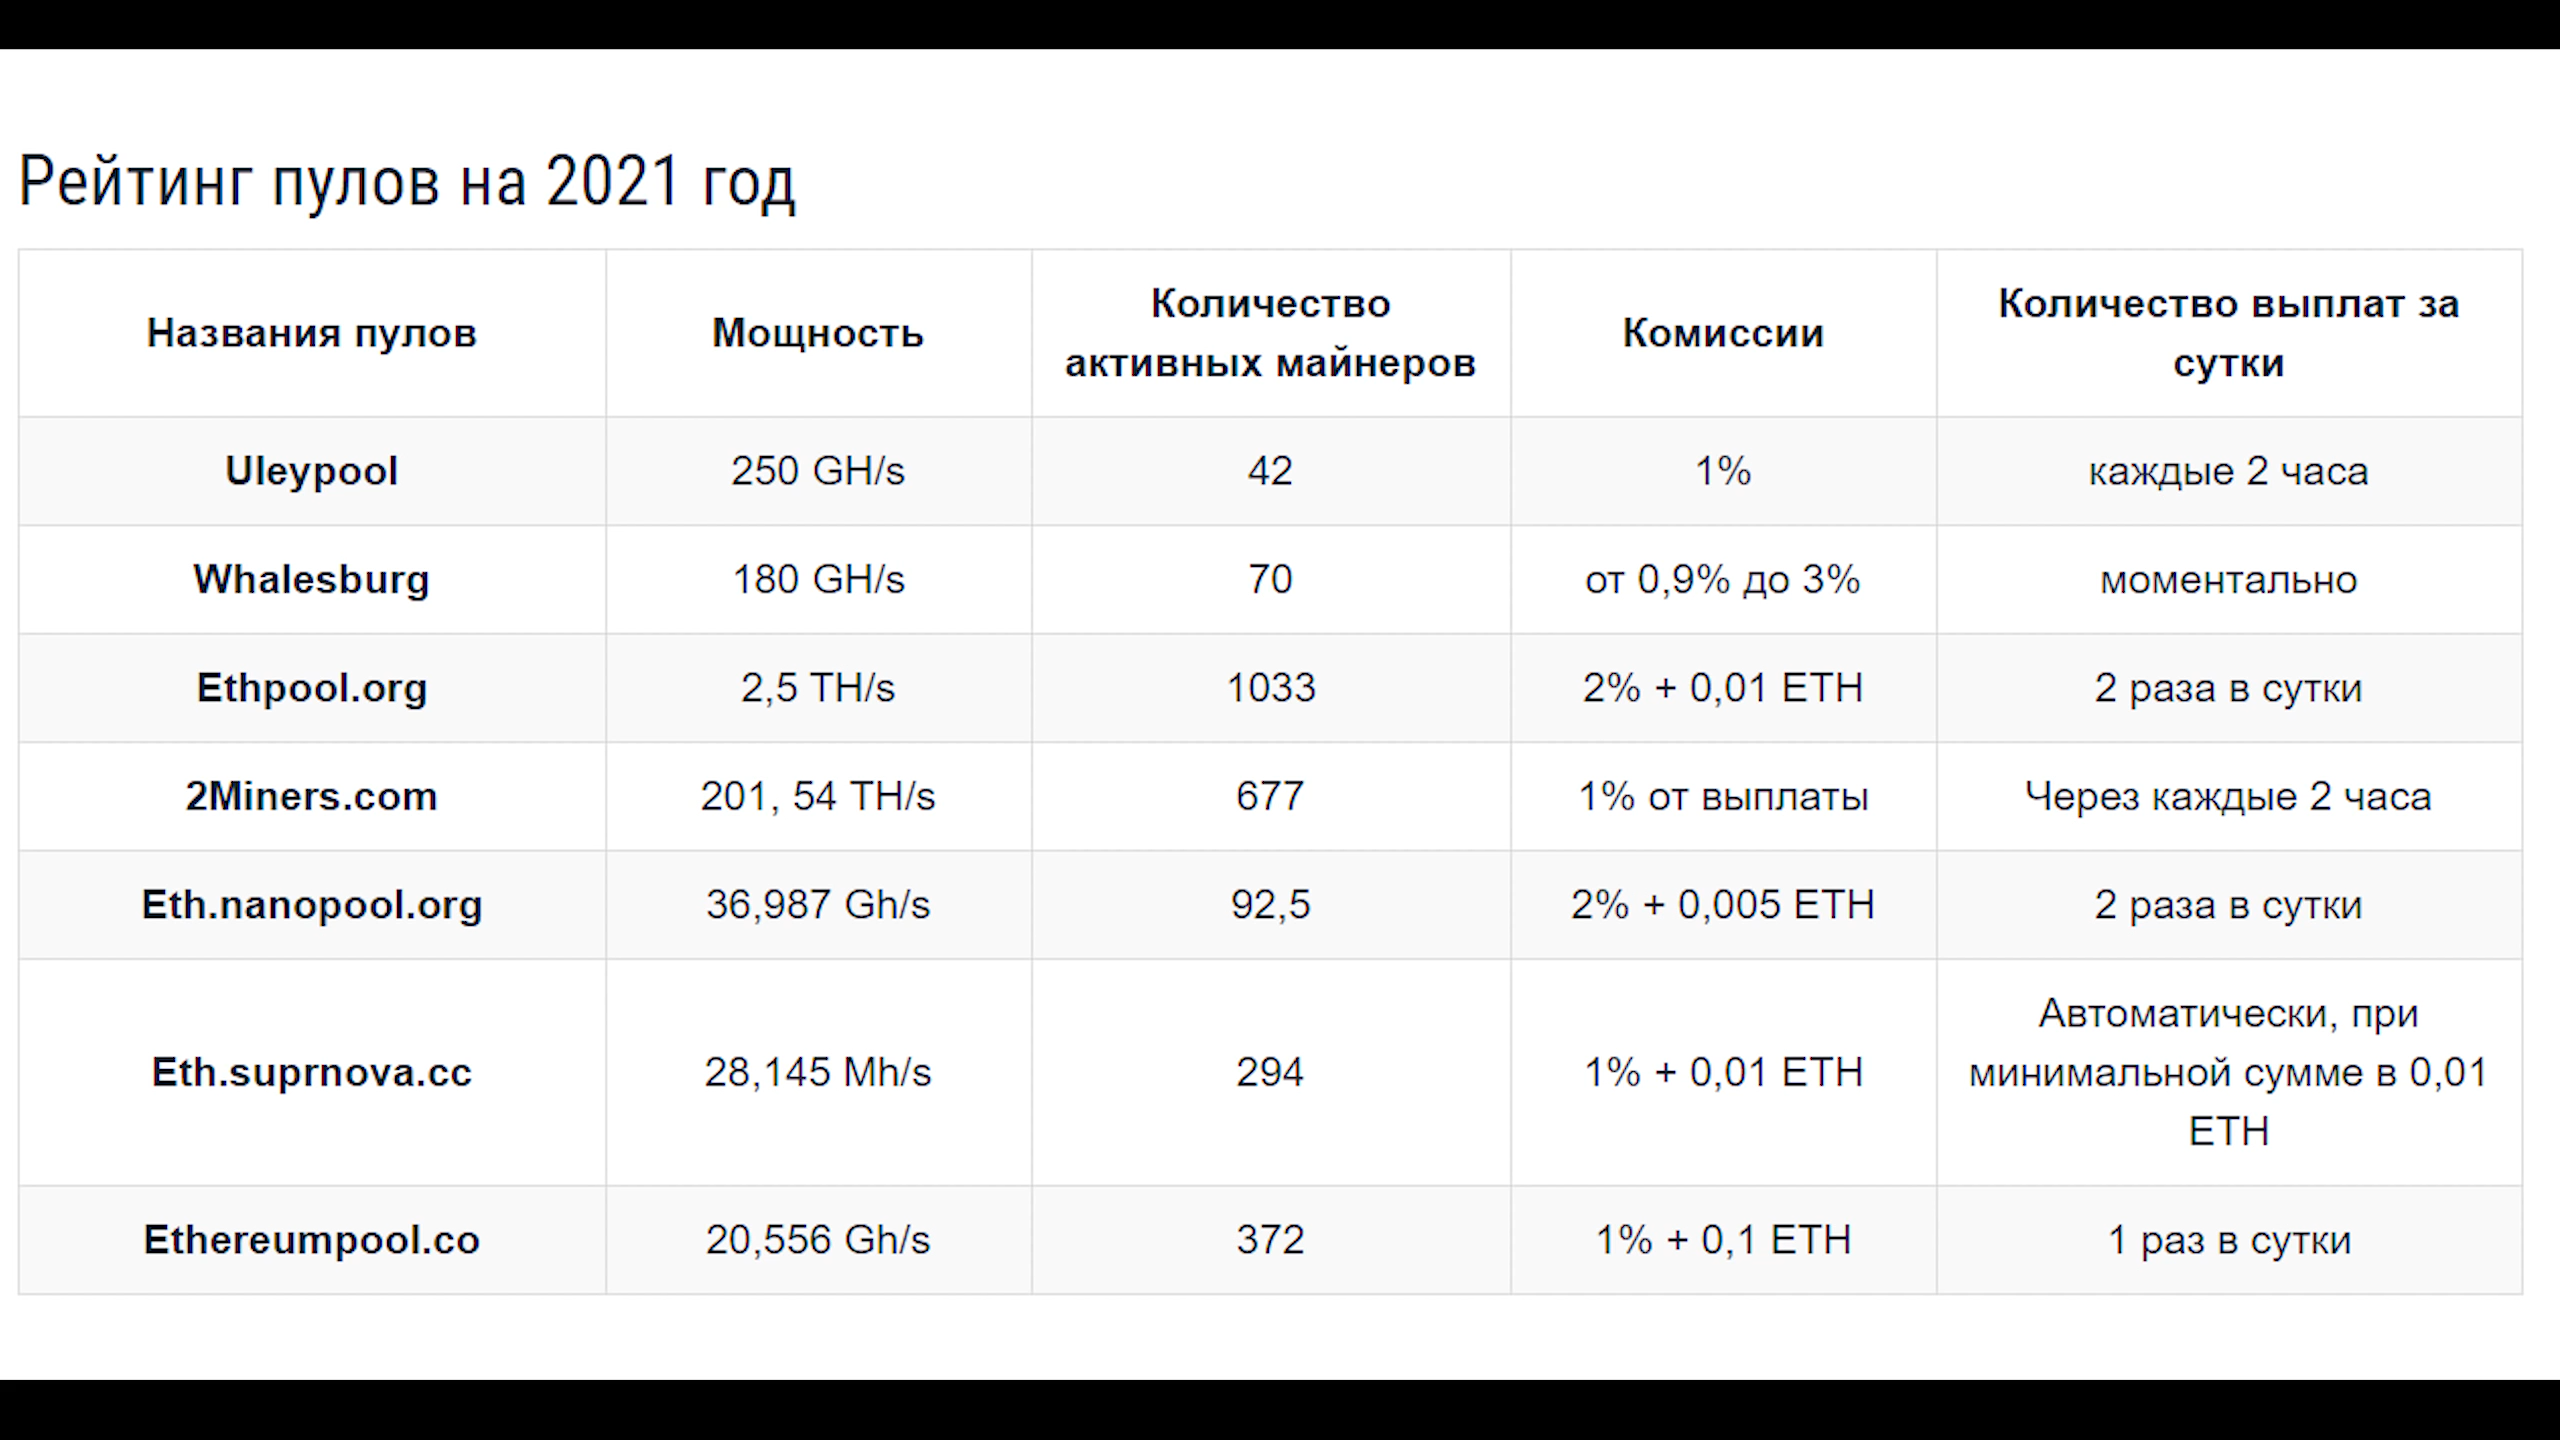 Рейтинг пулов на 2021 год
Названия пулов Мощность Количество активных майнеров Комиссии Количество выплат за сутки
Uleypool 250 GH/s 42 1% каждые 2 часа
Whalesburg 180 GH/s 70 от 0,9% до 3% моментально
Ethpool.org 2,5 TH/s 1033 2% + 0,01 ETH 2 раза в сутки
2Miners.com 201, 54 TH/s 677 1% от выплаты Через каждые 2 часа
Eth.nanopool.org 36,987 Gh/s 92,5 2% + 0,005 ETH 2 раза в сутки
Eth.suprnova.cc 28,145 Mh/s 294 1% + 0,01 ETH Автоматически, при минимальной сумме в 0,01 ETH
Ethereumpool.co 20,556 Gh/s 372 1% + 0,1 ETH 1 раз в сутки